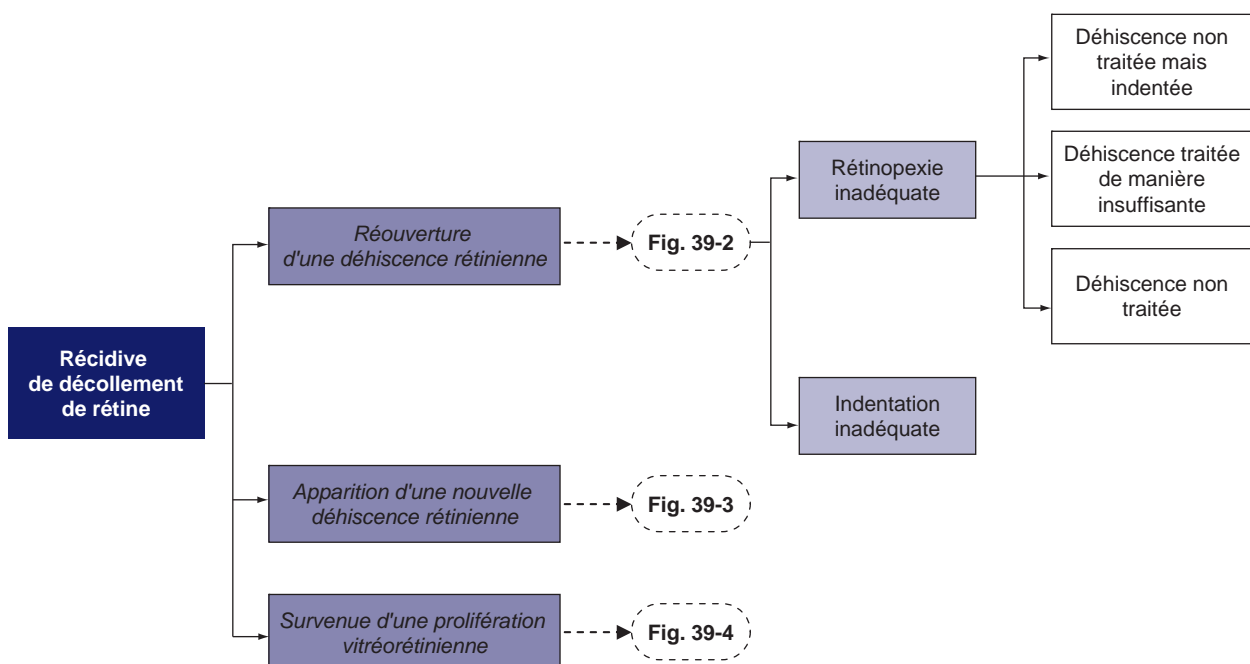 Récidive
de décollement
de rétine
Réouverture
d'une déhiscence rétinienne
Fig. 39-2
Rétinopexie
inadéquate
Déhiscence non
traitée mais
indentée
Déhiscence traitée
de manière
insuffisante
Déhiscence non
traitée
Indentation
inadéquate
Apparition d'une nouvelle
déhiscence rétinienne
Fig. 39-3
Survenue d'une prolifération
vitréorétinienne
Fig. 39-4